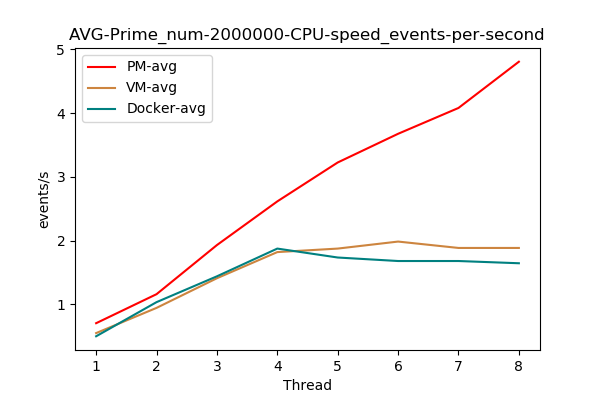 AVG-Prime_num-2000000-CPU-speed_events-per-second
PM-avg
VM-avg
Docker-avg
events/s
5
4
3
2
1
1 2 3 4 5 6 7 8
Thread